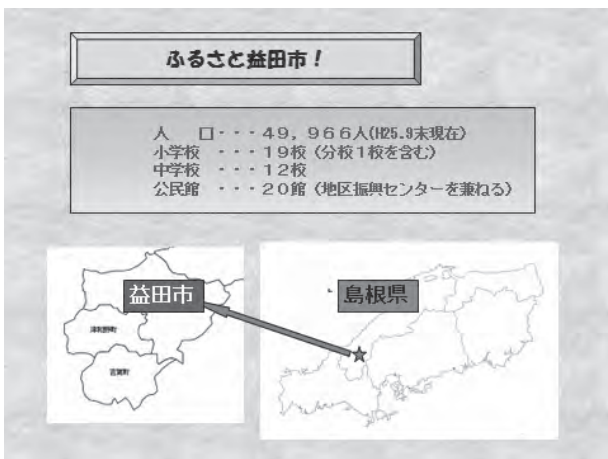 ふるさと益田市！
人　　口・・・４９，９６６人(H25.9末現在)
小学校　・・・１９校（分校１校を含む）
中学校　・・・１２校
公民館　・・・２０館（地区振興センターを兼ねる）
益田市
島根県
津和野町
吉賀町